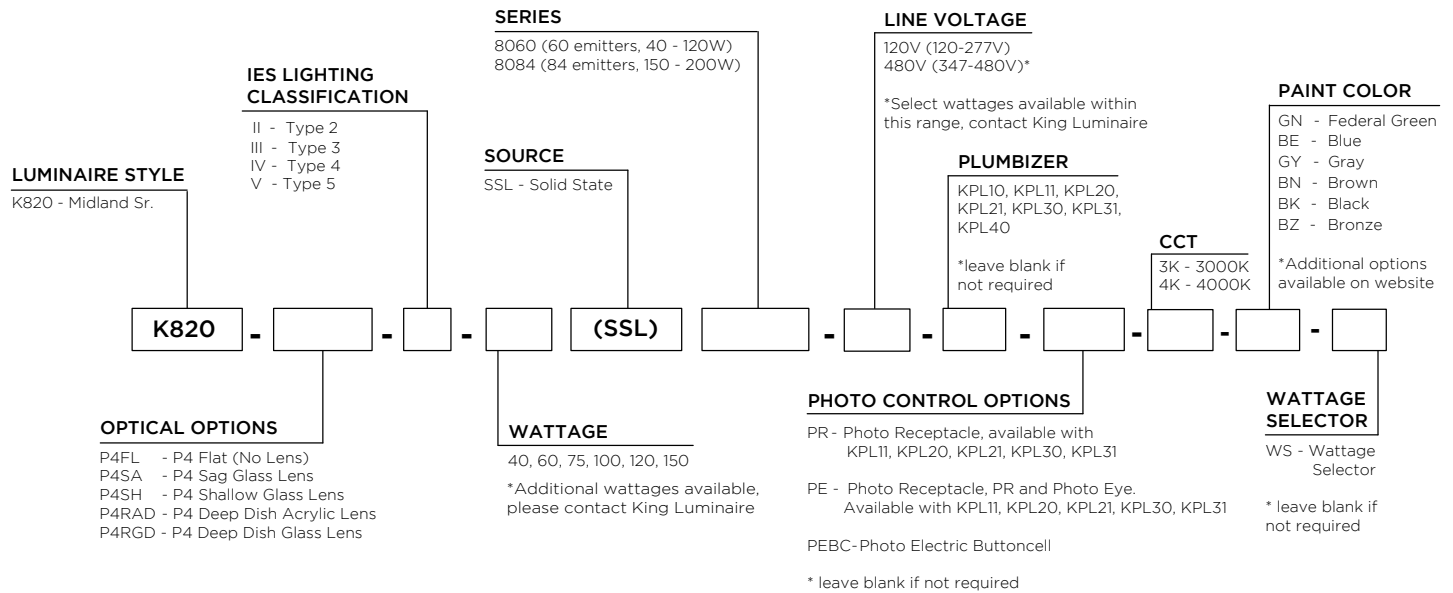 SERIES
8060 (60 emitters, 40 - 120W)
8084 (84 emitters, 150 - 200W)
LINE VOLTAGE
120V (120-277V)
480V (347-480V)*
*Select wattages available within
this range, contact King Luminaire
IES LIGHTING
CLASSIFICATION
II - Type 2
III - Type 3
IV - Type 4
V - Type 5
PAINT COLOR
GN - Federal Green
BE - Blue
GY - Gray
BN - Brown
BK - Black
BZ - Bronze
*Additional options
available on website
LUMINAIRE STYLE
K820 - Midland Sr.
SOURCE
SSL - Solid State
PLUMBIZER
KPL10, KPL11, KPL20,
KPL21, KPL30, KPL31,
KPL40
*leave blank if
not required
CCT
3K - 3000K
4K - 4000K
K820 - - - (SSL) - - - - - -
OPTICAL OPTIONS
P4FL - P4 Flat (No Lens)
P4SA - P4 Sag Glass Lens
P4SH - P4 Shallow Glass Lens
P4RAD - P4 Deep Dish Acrylic Lens
P4RGD - P4 Deep Dish Glass Lens
WATTAGE
40, 60, 75, 100, 120, 150
*Additional wattages available,
please contact King Luminaire
PHOTO CONTROL OPTIONS
PR - Photo Receptacle, available with
KPL11, KPL20, KPL21, KPL30, KPL31
PE - Photo Receptacle, PR and Photo Eye.
Available with KPL11, KPL20, KPL21, KPL30, KPL31
PEBC-Photo Electric Buttoncell
* leave blank if not required
WATTAGE
SELECTOR
WS - Wattage
Selector
* leave blank if
not required